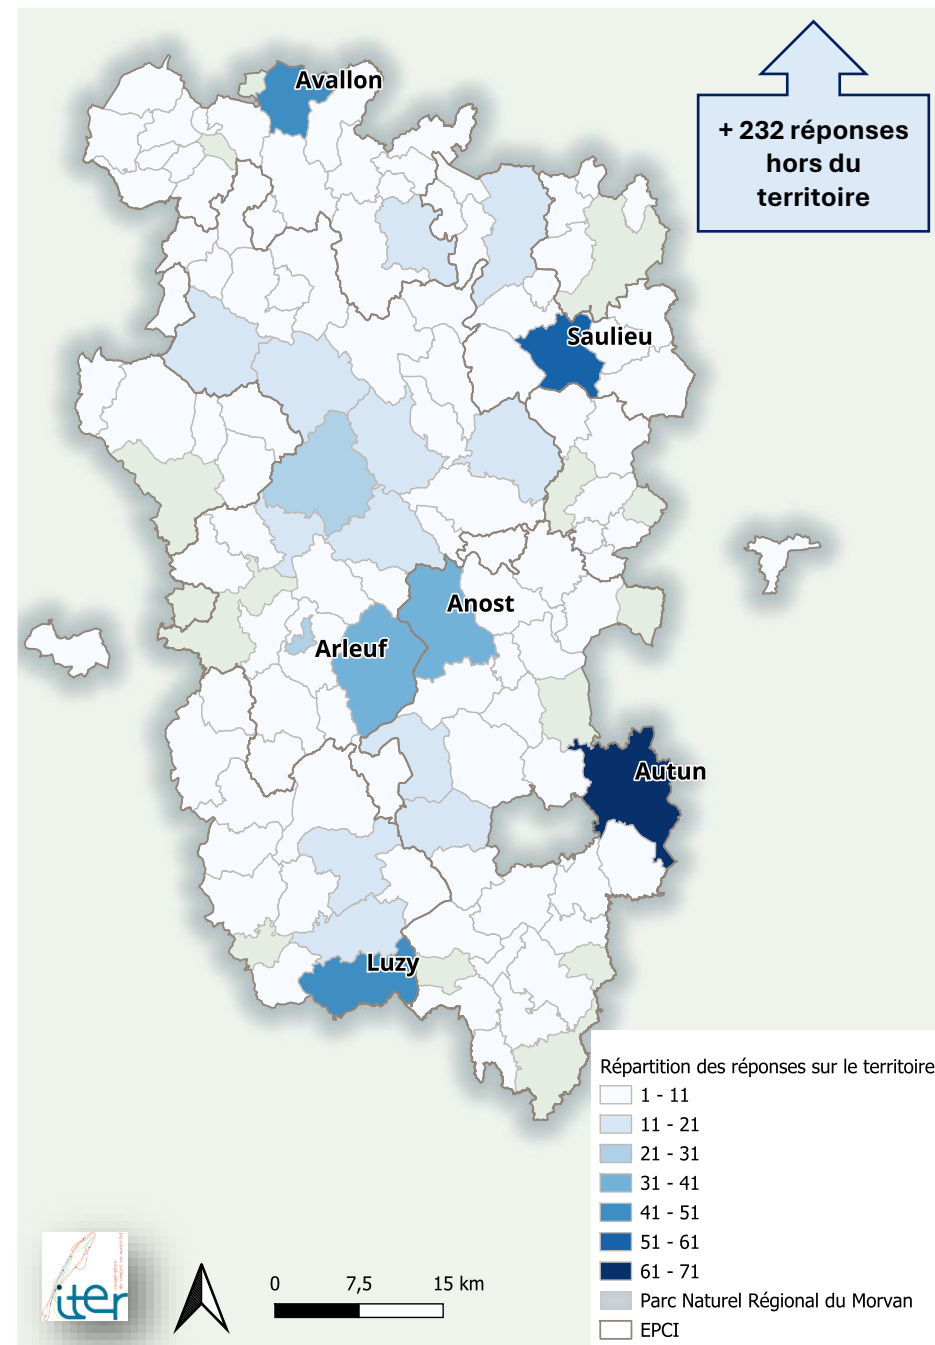 Avallon
+ 232 réponses
hors du
territoire
Saulieu
Anost
Arleuf
Autun
Luzy
Répartition des réponses sur le territoire
1 - 11
11 - 21
21 - 31
31 - 41
41 - 51
51 - 61
61 - 71
Parc Naturel Régional du Morvan
EPCI
iter
0 7,5 15 km